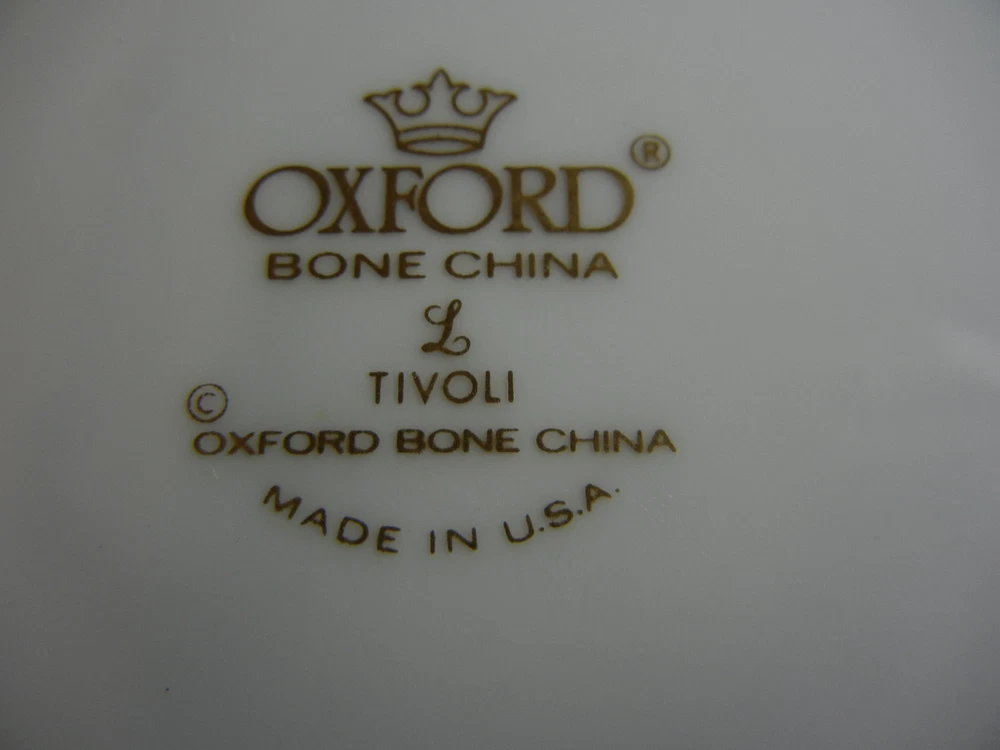 OXFORD ®
BONE CHINA
L
TIVOLI
©
OXFORD BONE CHINA
MADE IN U.S.A.